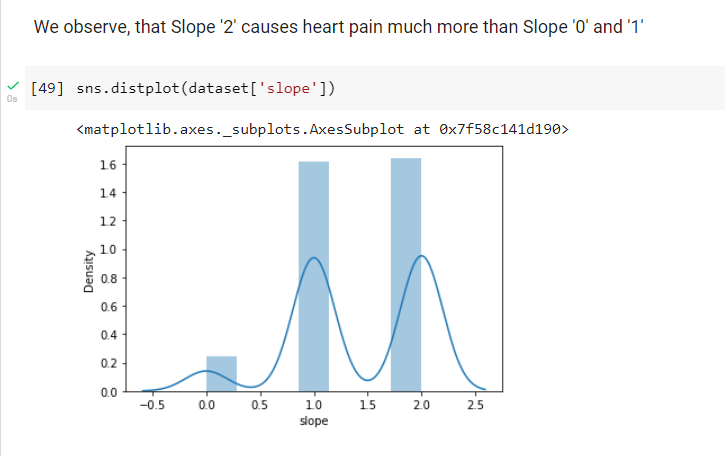 We observe, that Slope '2' causes heart pain much more than Slope '0' and '1'
[49] sns.distplot(dataset['slope'])
0s
<matplotlib.axes._subplots.AxesSubplot at 0x7f58c141d190>
1.6
1.4
1.2
1.0
0.8
0.6
0.4
0.2
0.0
Density
−0.5 0.0 0.5 1.0 1.5 2.0 2.5
slope